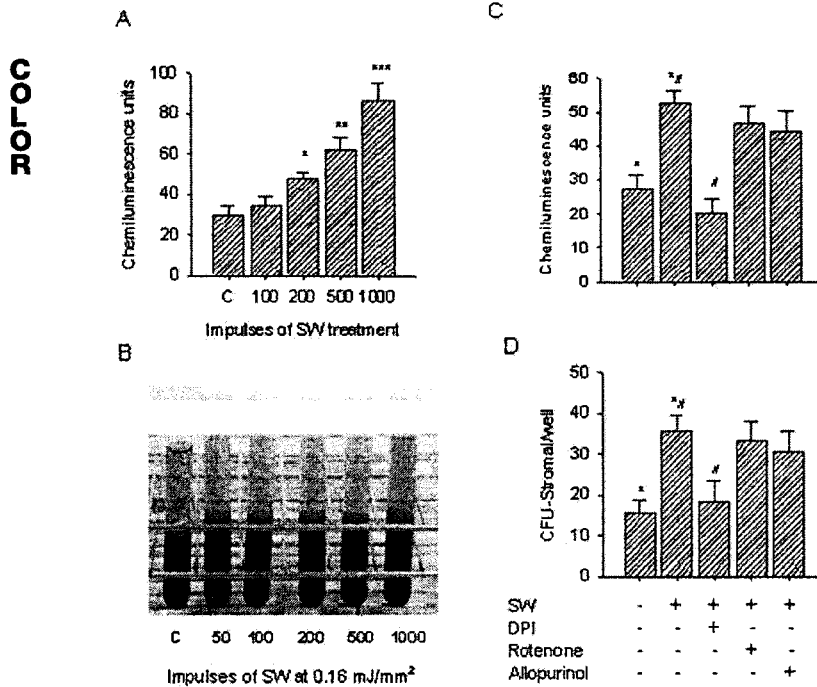 COLOR
A
Chemiluminescence units
100
80
60
40
20
0
*
**
***
C 100 200 500 1000
Impulses of SW treatment
B
C 50 100 200 500 1000
Impulses of SW at 0.16 mJ/mm²
C
Chemiluminescence units
60
50
40
30
20
10
0
*
*,#
#
D
CFU-Stromal/well
50
40
30
20
10
0
*
*,#
#
SW - + + + +
DPI - - + - -
Rotenone - - - + -
Allopurinol - - - - +